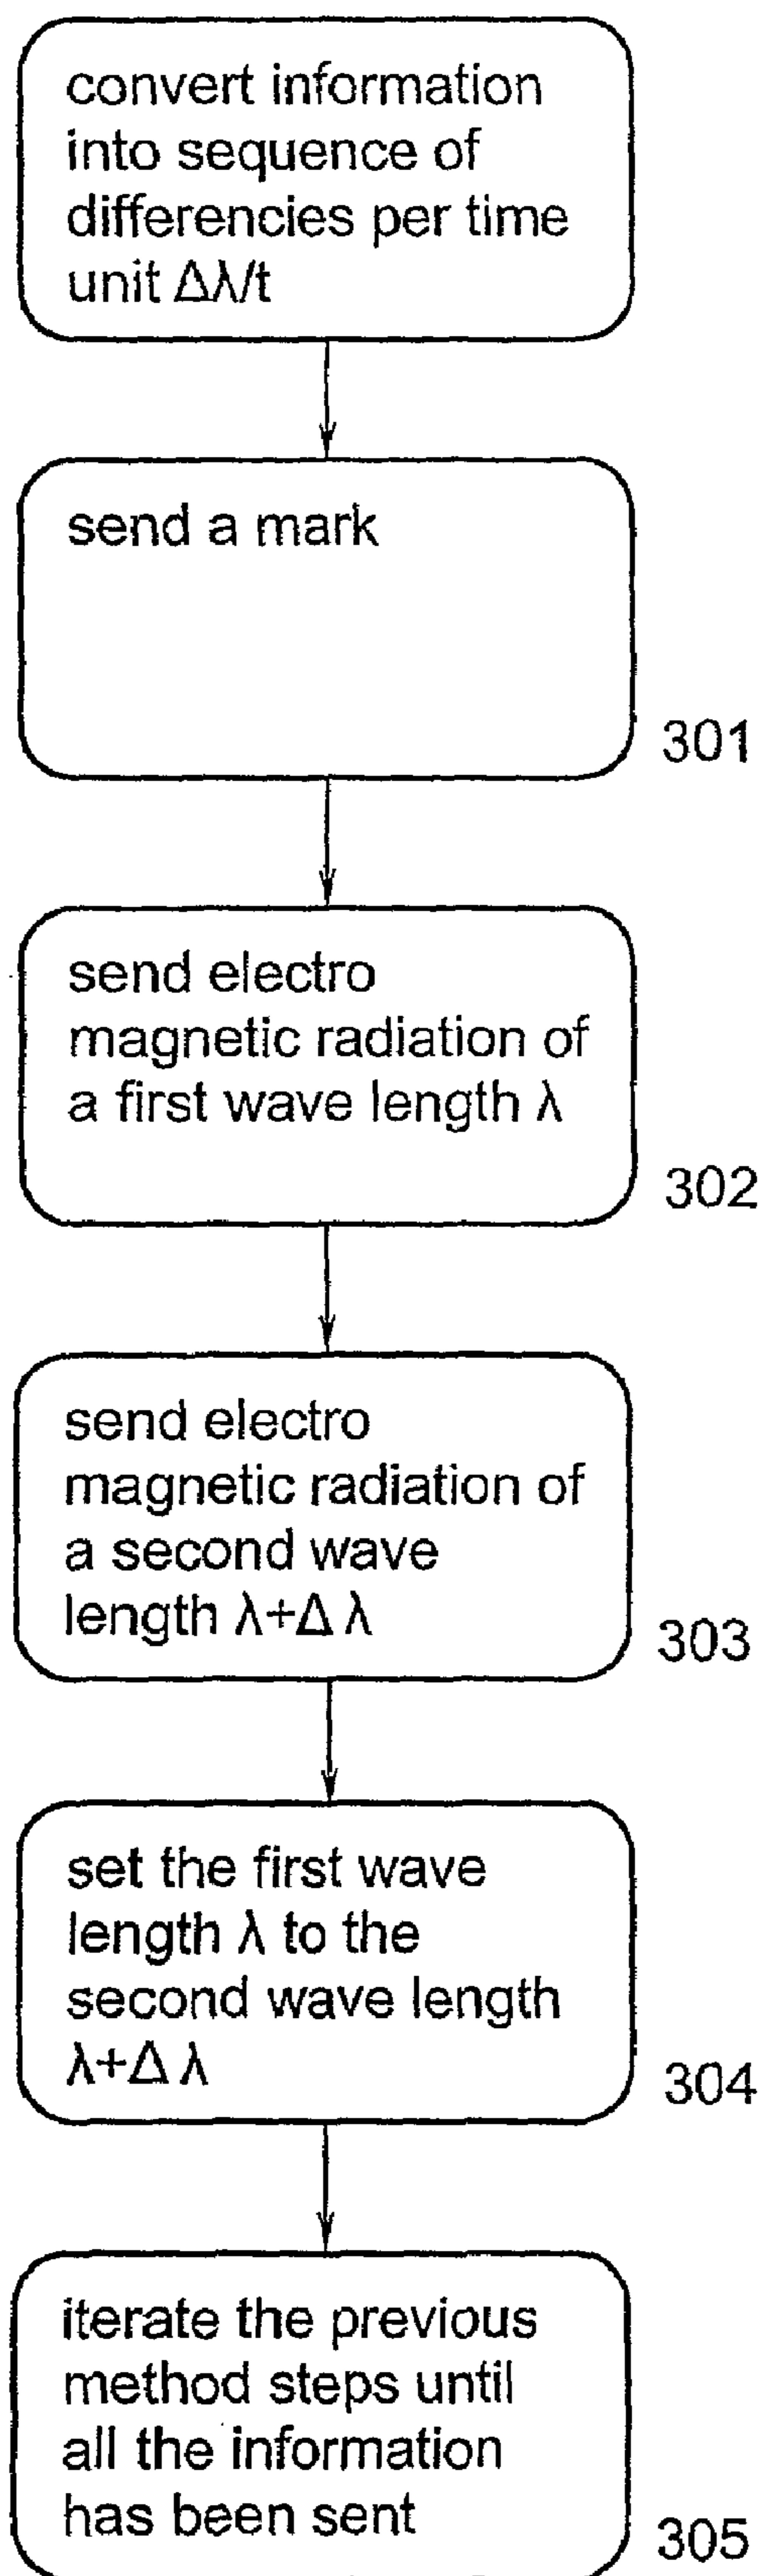 convert information
into sequence of
differencies per time
unit Δλ/t
send a mark
301
send electro
magnetic radiation of
a first wave length λ
302
send electro
magnetic radiation of
a second wave
length λ+Δ λ
303
set the first wave
length λ to the
second wave length
λ+Δ λ
304
iterate the previous
method steps until
all the information
has been sent
305